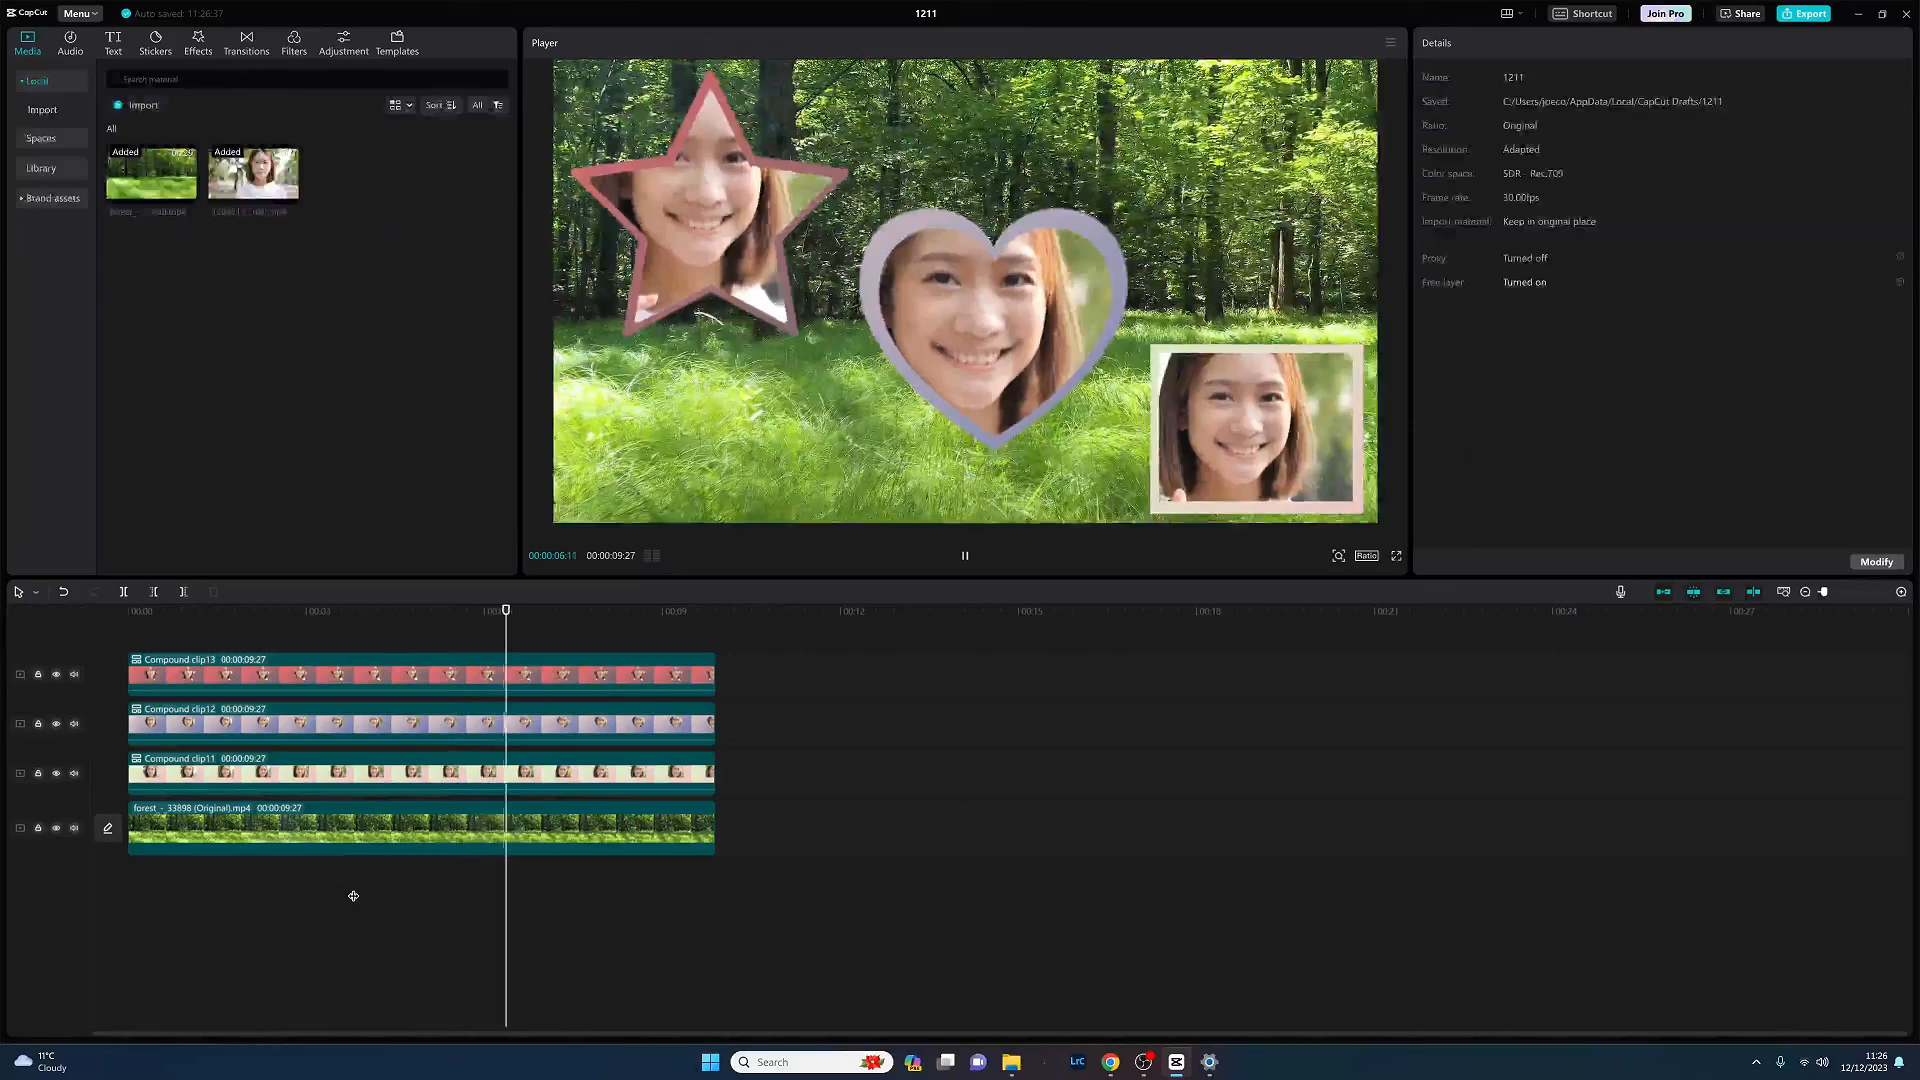 CapCut
Menu
Auto saved: 11:26:37
1211
Shortcut
Join Pro
Share
Export
Media
Audio
Text
Stickers
Effects
Transitions
Filters
Adjustment
Templates
Local
Import
Spaces
Library
Brand assets
Search material
Import
Sort
All
All
Added
00:29
Added
Player
00:00:06:11
00:00:09:27
Ratio
Details
Name: 1211
Saved: C:/Users/joeco/AppData/Local/CapCut Drafts/1211
Ratio: Original
Resolution: Adapted
Color space: SDR - Rec.709
Frame rate: 30.00fps
Import material: Keep in original place
Proxy: Turned off
Free layer: Turned on
Modify
00:00
00:03
00:09
00:12
00:15
00:18
00:21
00:24
00:27
Compound clip13 00:00:09:27
Compound clip12 00:00:09:27
Compound clip11 00:00:09:27
forest - 33898 (Original).mp4 00:00:09:27
11°C
Cloudy
Search
LrC
11:26
12/12/2023